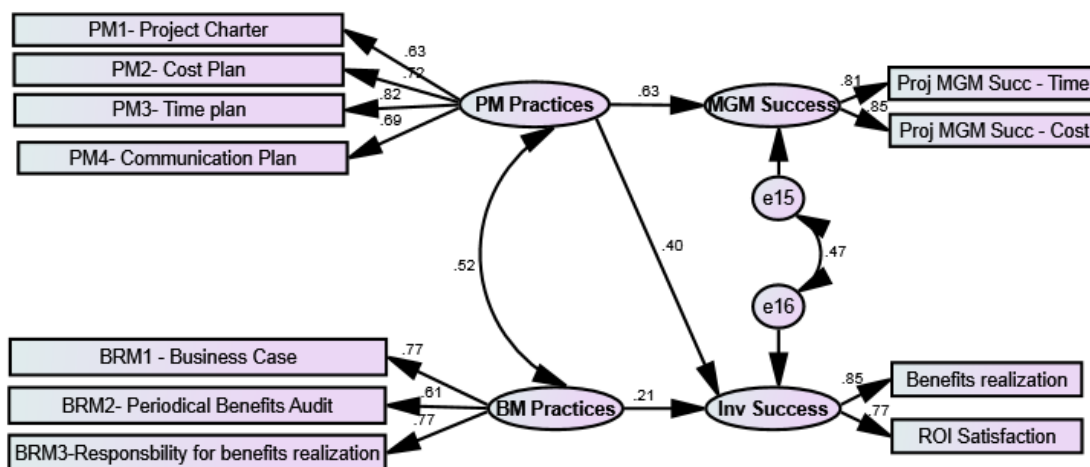 PM1- Project Charter
.63
PM2- Cost Plan
.72
PM3- Time plan
.82
PM4- Communication Plan
.69
PM Practices
.63
MGM Success
.81
Proj MGM Succ - Time
.85
Proj MGM Succ - Cost
e15
.40
.47
.52
e16
BRM1 - Business Case
.77
BRM2- Periodical Benefits Audit
.61
BRM3-Responsbility for benefits realization
.77
BM Practices
.21
Inv Success
.85
Benefits realization
.77
ROI Satisfaction